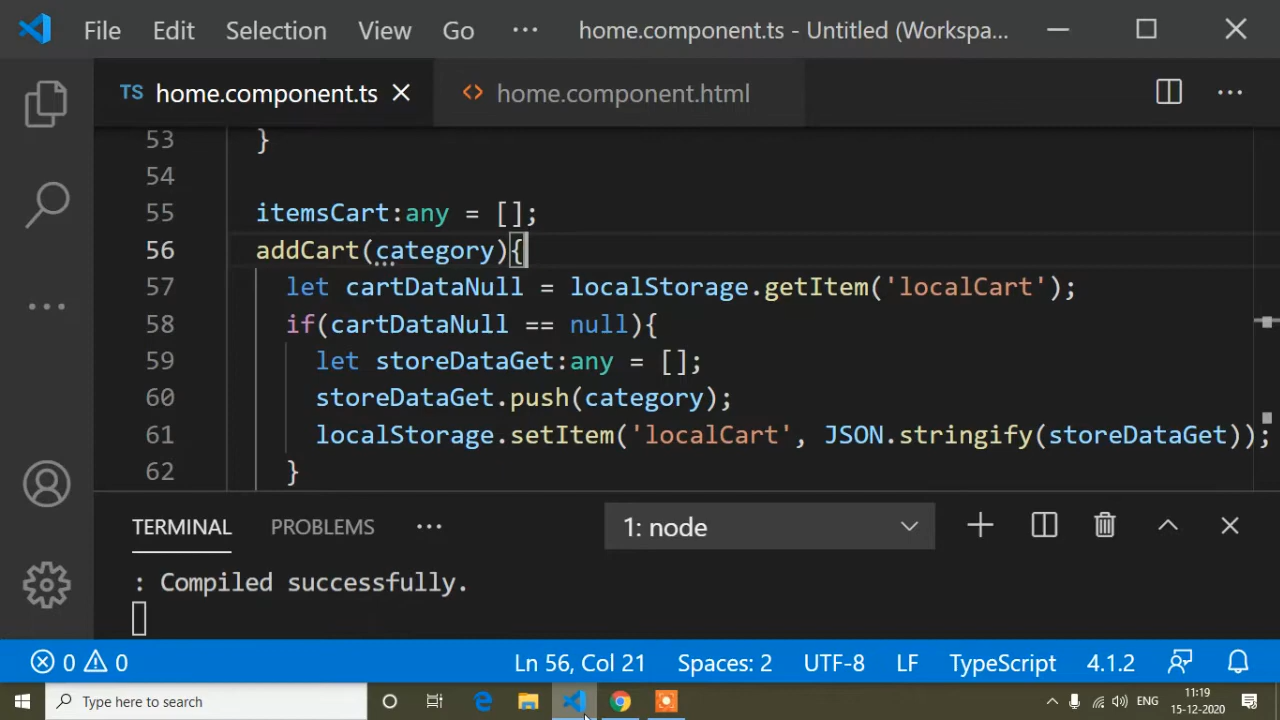 File Edit Selection View Go ··· home.component.ts - Untitled (Workspa...
TS home.component.ts home.component.html
53 }
54
55 itemsCart:any = [];
56 addCart(category){
57 let cartDataNull = localStorage.getItem('localCart');
58 if(cartDataNull == null){
59 let storeDataGet:any = [];
60 storeDataGet.push(category);
61 localStorage.setItem('localCart', JSON.stringify(storeDataGet));
62 }
TERMINAL PROBLEMS ··· 1: node
: Compiled successfully.
0 0 Ln 56, Col 21 Spaces: 2 UTF-8 LF TypeScript 4.1.2
Type here to search ENG 11:19
15-12-2020